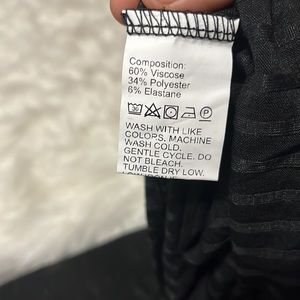 Composition:
60% Viscose
34% Polyester
6% Elastane
30 P
WASH WITH LIKE
COLORS. MACHINE
WASH COLD.
GENTLE CYCLE. DO
NOT BLEACH.
TUMBLE DRY LOW.